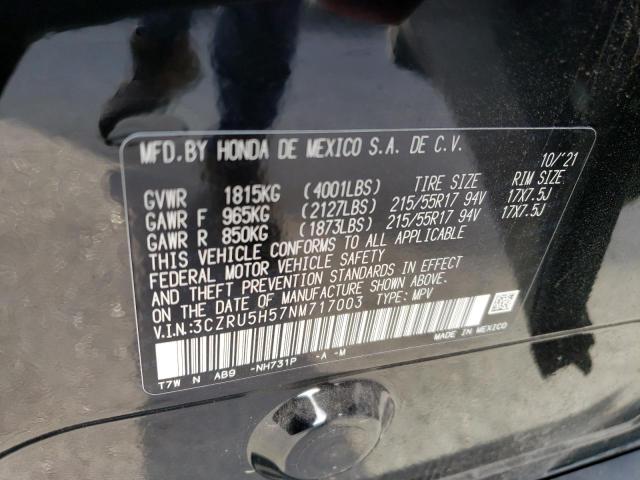 MFD.BY HONDA DE MEXICO S.A. DE C.V.
10/'21
TIRE SIZE RIM SIZE
GVWR 1815KG (4001LBS)
GAWR F 965KG (2127LBS) 215/55R17 94V 17X7.5J
GAWR R 850KG (1873LBS) 215/55R17 94V 17X7.5J
THIS VEHICLE CONFORMS TO ALL APPLICABLE
FEDERAL MOTOR VEHICLE SAFETY
AND THEFT PREVENTION STANDARDS IN EFFECT
ON THE DATE OF MANUFACTURE SHOWN ABOVE.
V.I.N:3CZRU5H57NM717003 TYPE: MPV
MADE IN MEXICO
T7W N AB9 -NH731P -A -M